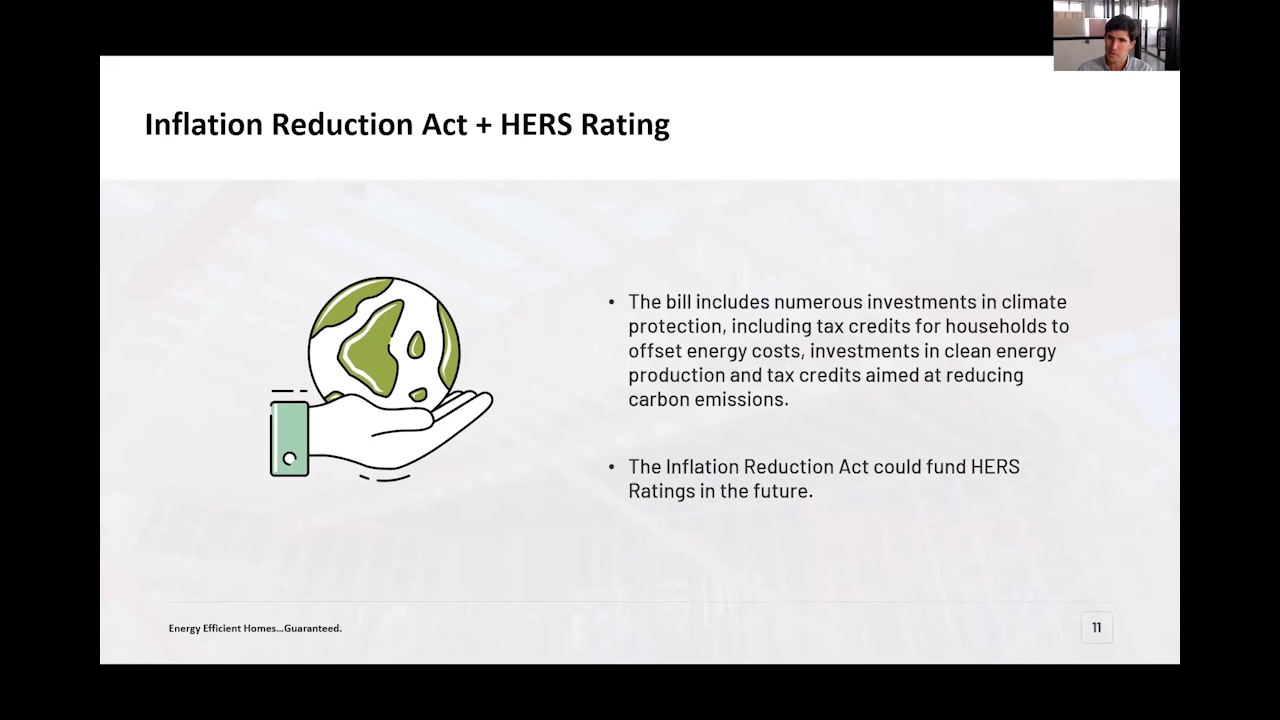 Inflation Reduction Act + HERS Rating
• The bill includes numerous investments in climate
protection, including tax credits for households to
offset energy costs, investments in clean energy
production and tax credits aimed at reducing
carbon emissions.
• The Inflation Reduction Act could fund HERS
Ratings in the future.
Energy Efficient Homes...Guaranteed.
11